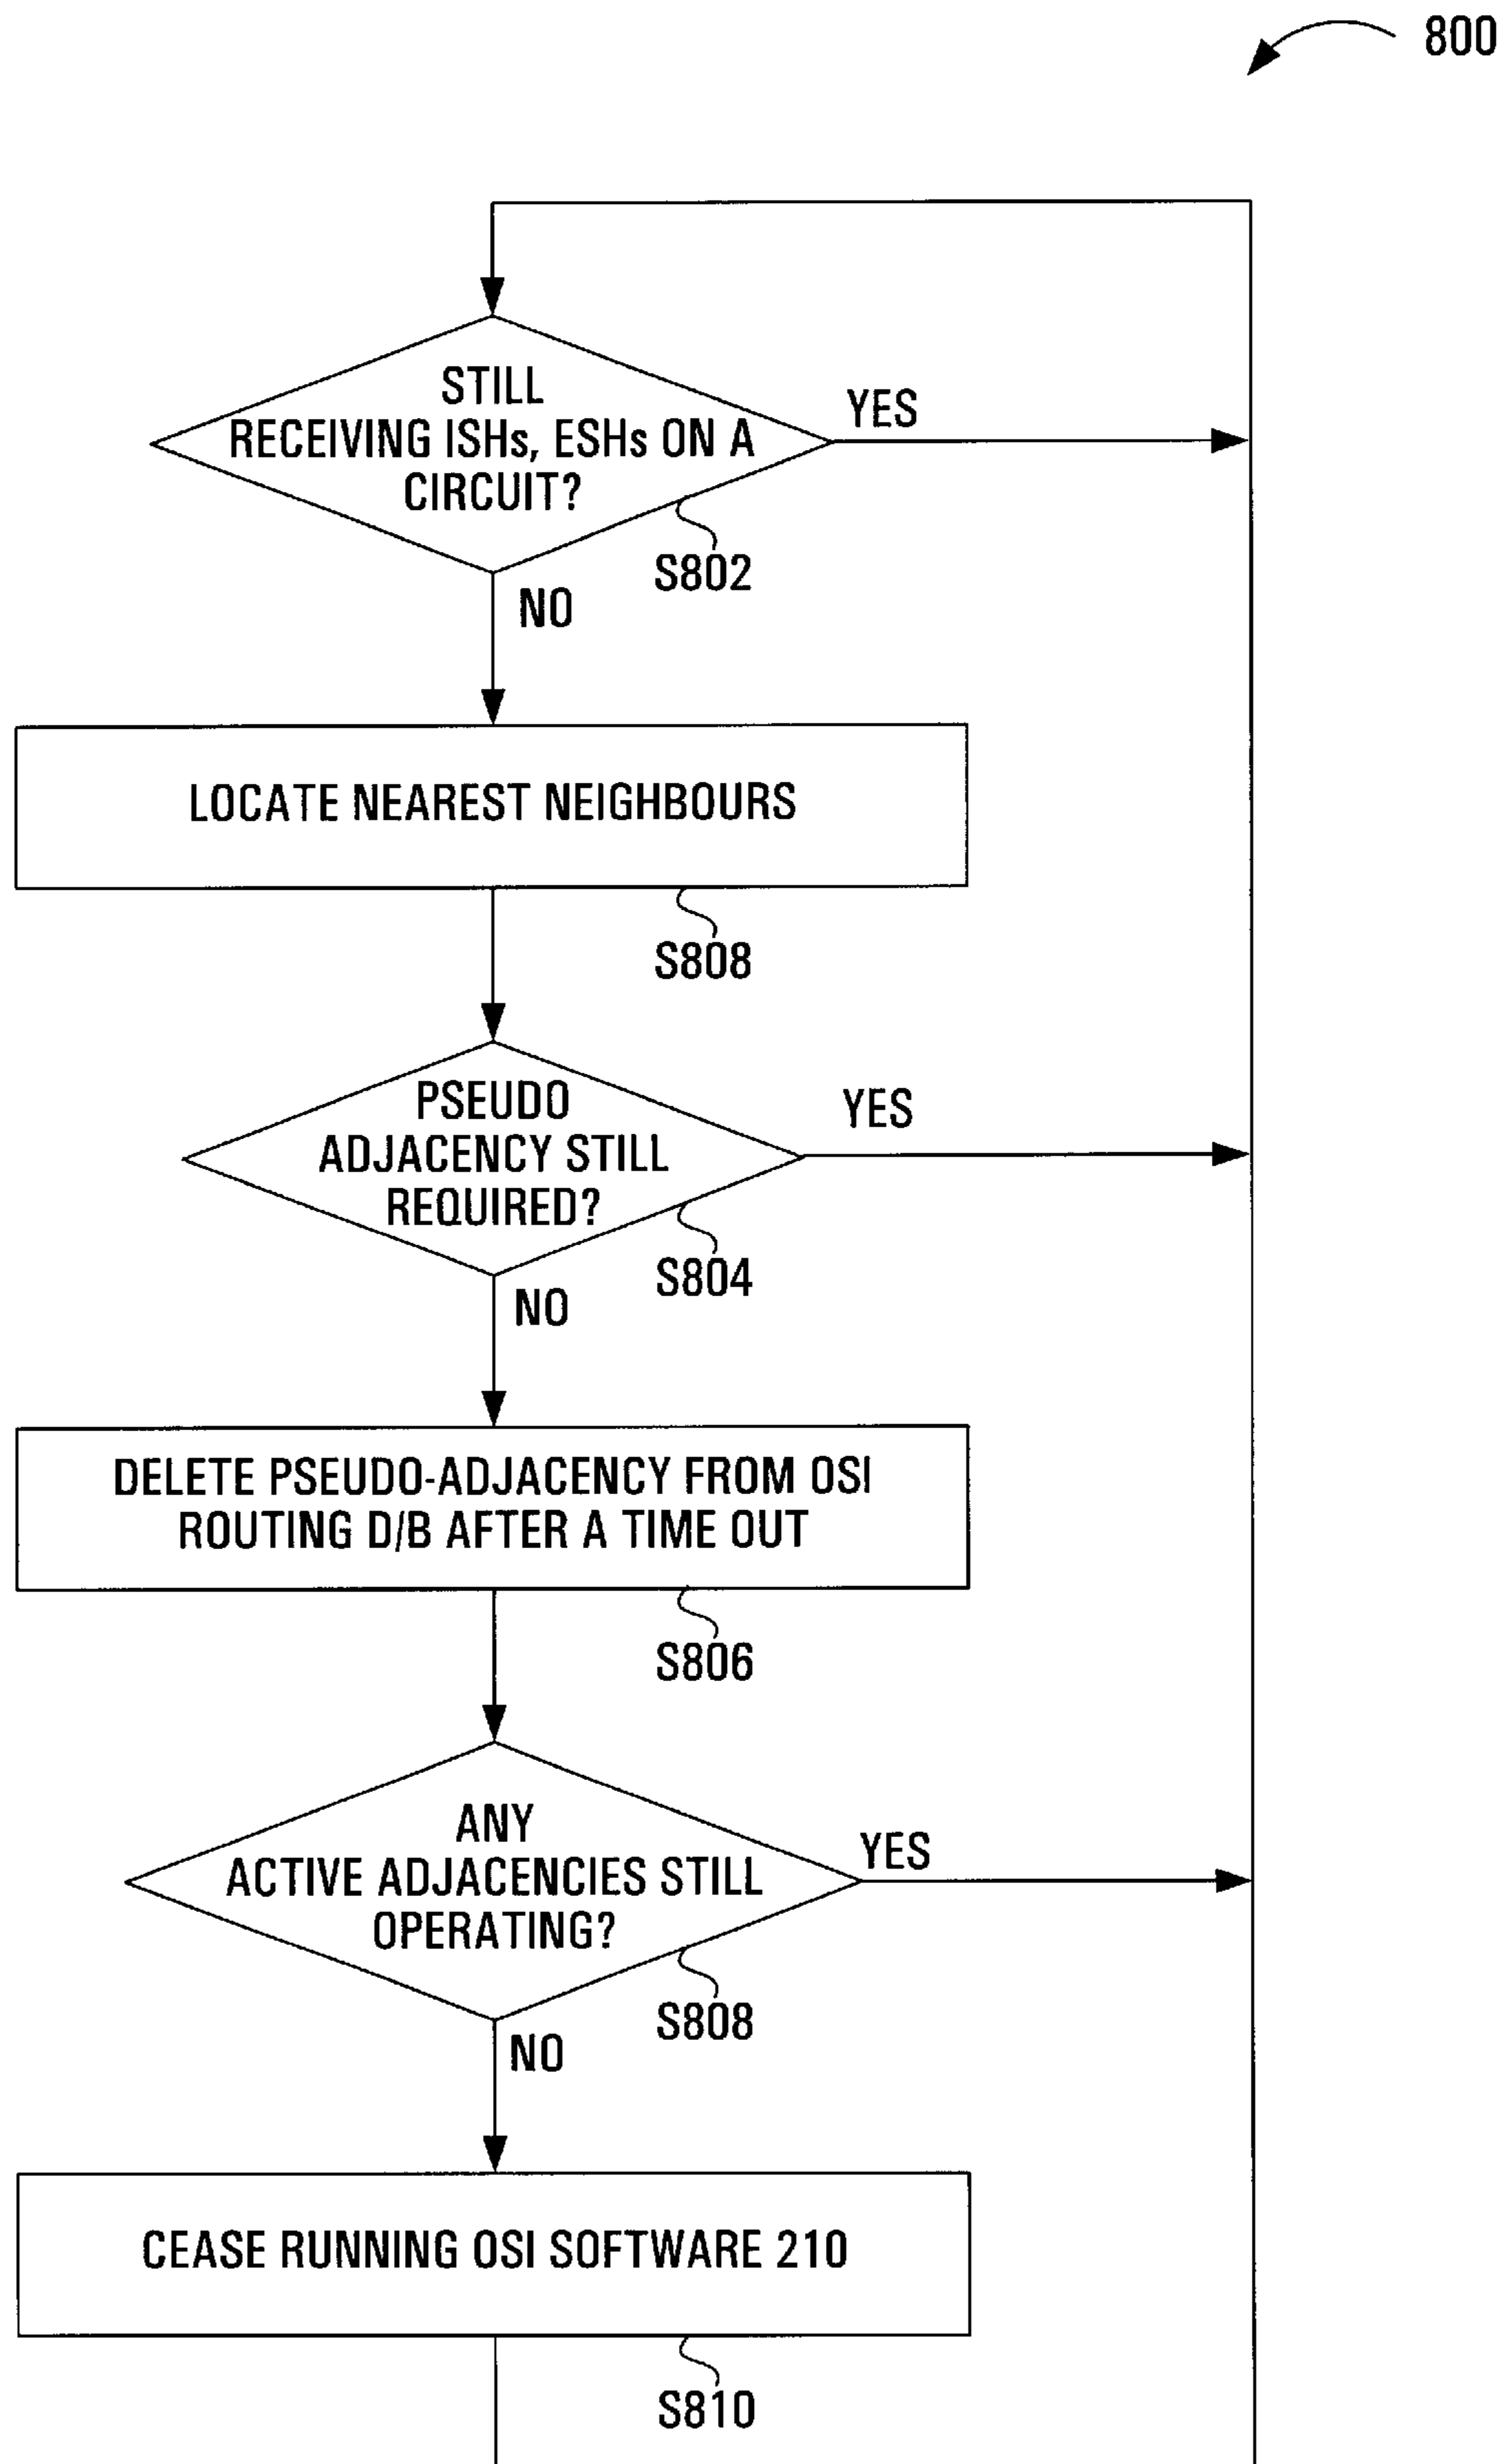 800
STILL
RECEIVING ISHs, ESHs ON A
CIRCUIT?
YES
S802
NO
LOCATE NEAREST NEIGHBOURS
S808
PSEUDO
ADJACENCY STILL
REQUIRED?
YES
S804
NO
DELETE PSEUDO-ADJACENCY FROM OSI
ROUTING D/B AFTER A TIME OUT
S806
ANY
ACTIVE ADJACENCIES STILL
OPERATING?
YES
S808
NO
CEASE RUNNING OSI SOFTWARE 210
S810